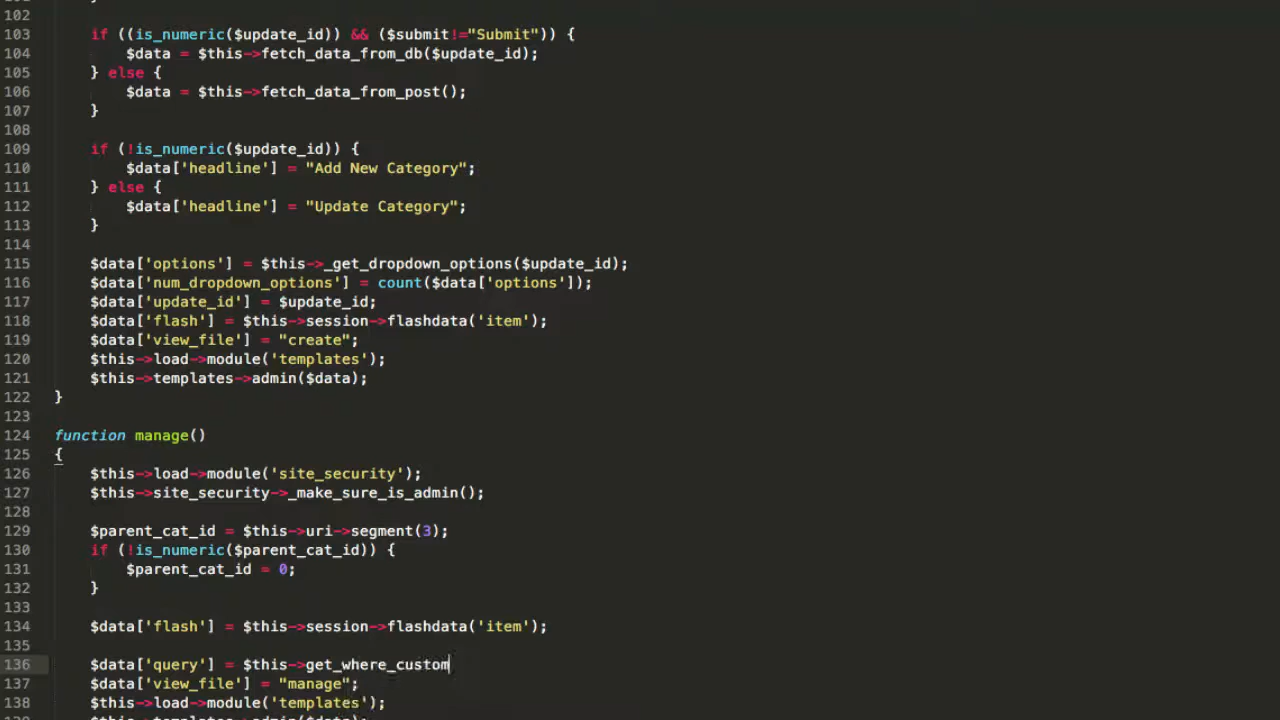 102
103 if ((is_numeric($update_id)) && ($submit!="Submit")) {
104 $data = $this->fetch_data_from_db($update_id);
105 } else {
106 $data = $this->fetch_data_from_post();
107 }
108
109 if (!is_numeric($update_id)) {
110 $data['headline'] = "Add New Category";
111 } else {
112 $data['headline'] = "Update Category";
113 }
114
115 $data['options'] = $this->_get_dropdown_options($update_id);
116 $data['num_dropdown_options'] = count($data['options']);
117 $data['update_id'] = $update_id;
118 $data['flash'] = $this->session->flashdata('item');
119 $data['view_file'] = "create";
120 $this->load->module('templates');
121 $this->templates->admin($data);
122 }
123
124 function manage()
125 {
126 $this->load->module('site_security');
127 $this->site_security->_make_sure_is_admin();
128
129 $parent_cat_id = $this->uri->segment(3);
130 if (!is_numeric($parent_cat_id)) {
131 $parent_cat_id = 0;
132 }
133
134 $data['flash'] = $this->session->flashdata('item');
135
136 $data['query'] = $this->get_where_custom
137 $data['view_file'] = "manage";
138 $this->load->module('templates');